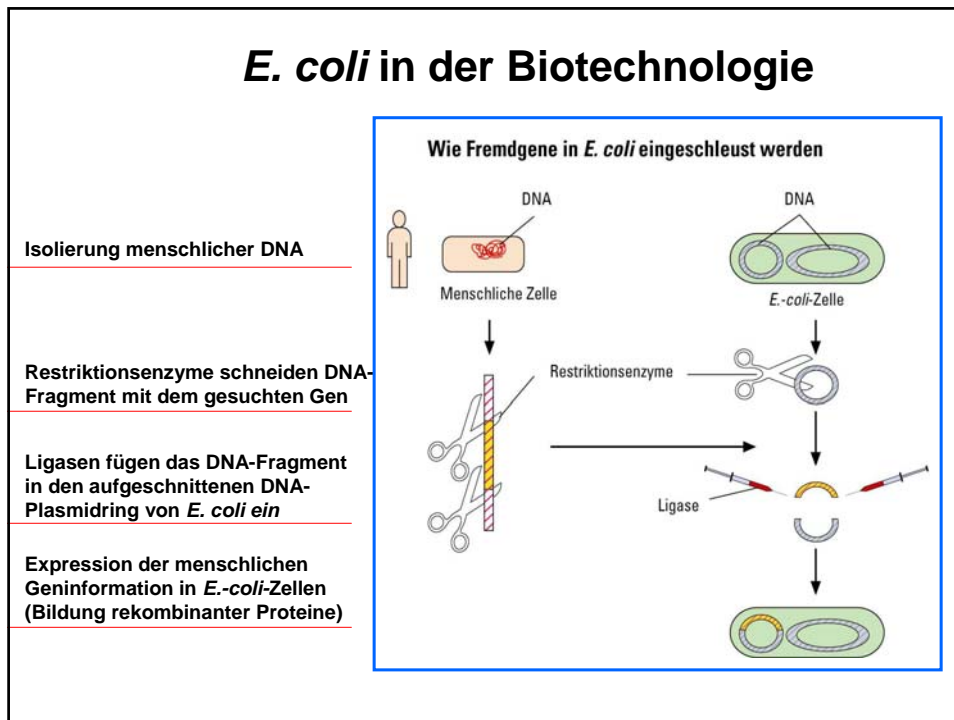 E. coli in der Biotechnologie
Isolierung menschlicher DNA
Restriktionsenzyme schneiden DNA-
Fragment mit dem gesuchten Gen
Ligasen fügen das DNA-Fragment
in den aufgeschnittenen DNA-
Plasmidring von E. coli ein
Expression der menschlichen
Geninformation in E.-coli-Zellen
(Bildung rekombinanter Proteine)
Wie Fremdgene in E. coli eingeschleust werden
DNA
DNA
Menschliche Zelle
E.-coli-Zelle
Restriktionsenzyme
Ligase